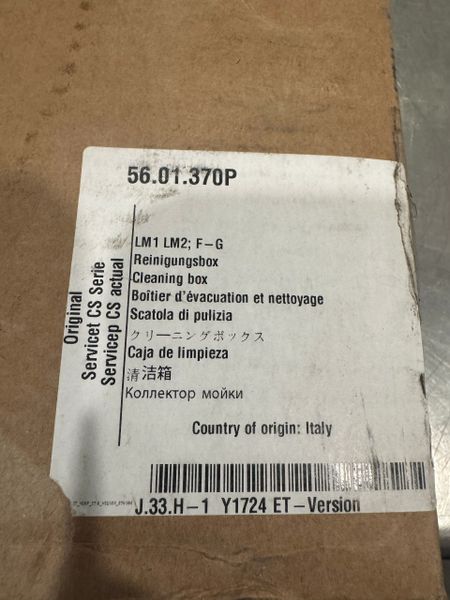 56.01.370P
LM1 LM2; F-G
Reinigungsbox
Cleaning box
Boîtier d'évacuation et nettoyage
Scatola di pulizia
クリーニングボックス
Caja de limpieza
清洁箱
Коллектор мойки
Original
Servicet CS Serie
Servicep CS actual
Country of origin: Italy
J.33.H-1 Y1724 ET-Version